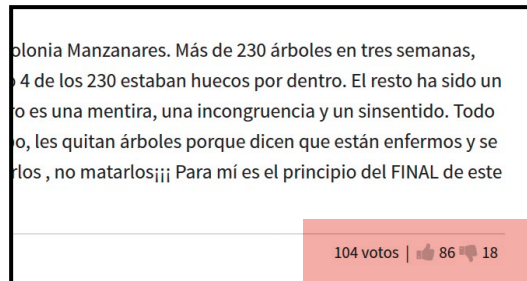 olonia Manzanares. Más de 230 árboles en tres semanas,
4 de los 230 estaban huecos por dentro. El resto ha sido un
ro es una mentira, una incongruencia y un sinsentido. Todo
o, les quitan árboles porque dicen que están enfermos y se
rlos , no matarlos¡¡¡ Para mí es el principio del FINAL de este
104 votos | 86 18